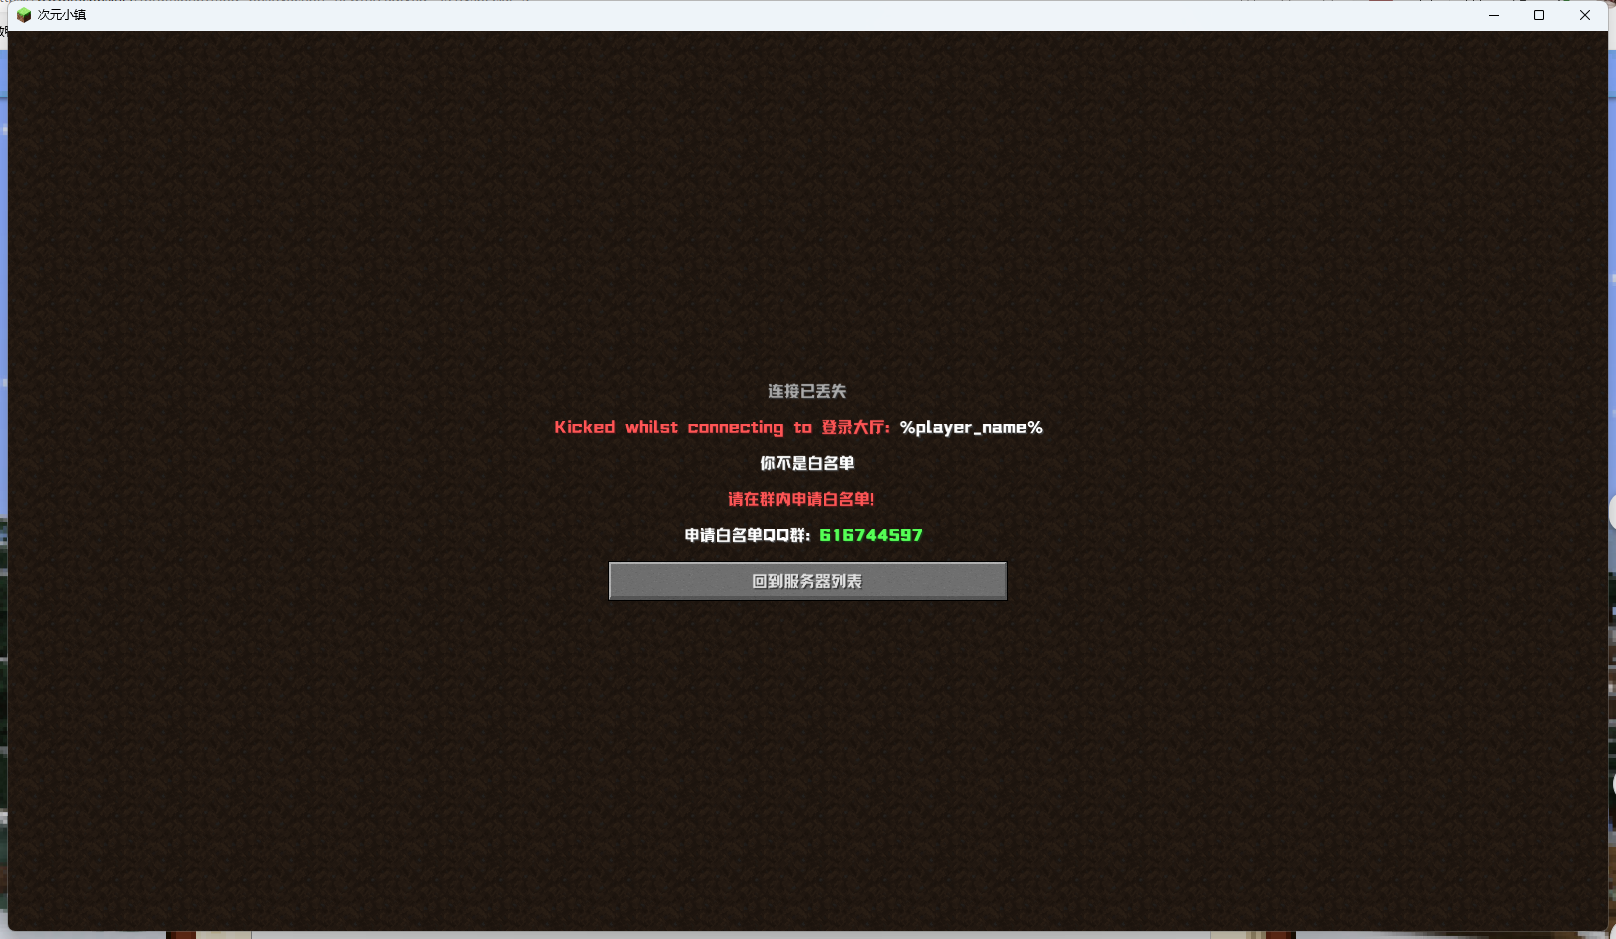 次元小镇
连接已丢失
Kicked whilst connecting to 登录大厅: %player_name%
你不是白名单
请在群内申请白名单!
申请白名单QQ群: 616744597
回到服务器列表